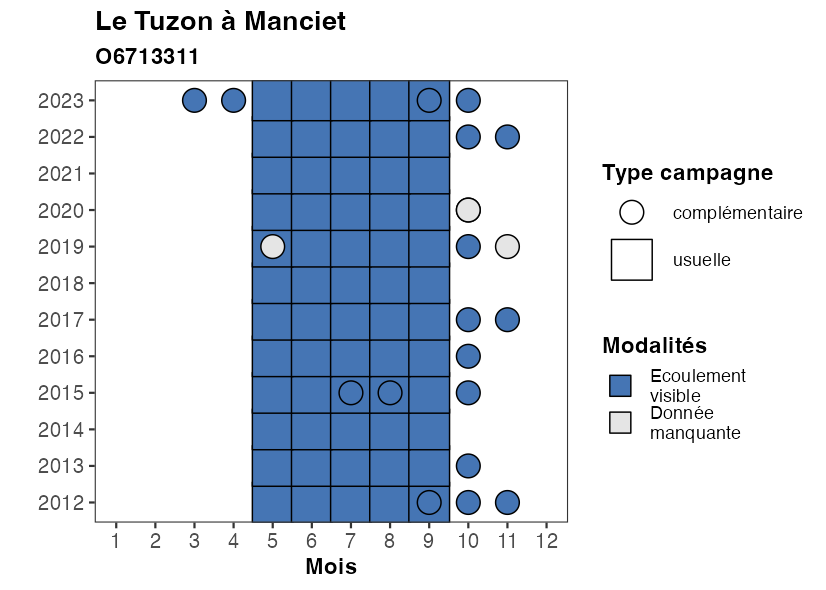 Le Tuzon à Manciet
O6713311
2023
2022
2021
2020
2019
2018
2017
2016
2015
2014
2013
2012
1 2 3 4 5 6 7 8 9 10 11 12
Mois
Type campagne
complémentaire
usuelle
Modalités
Ecoulement
visible
Donnée
manquante